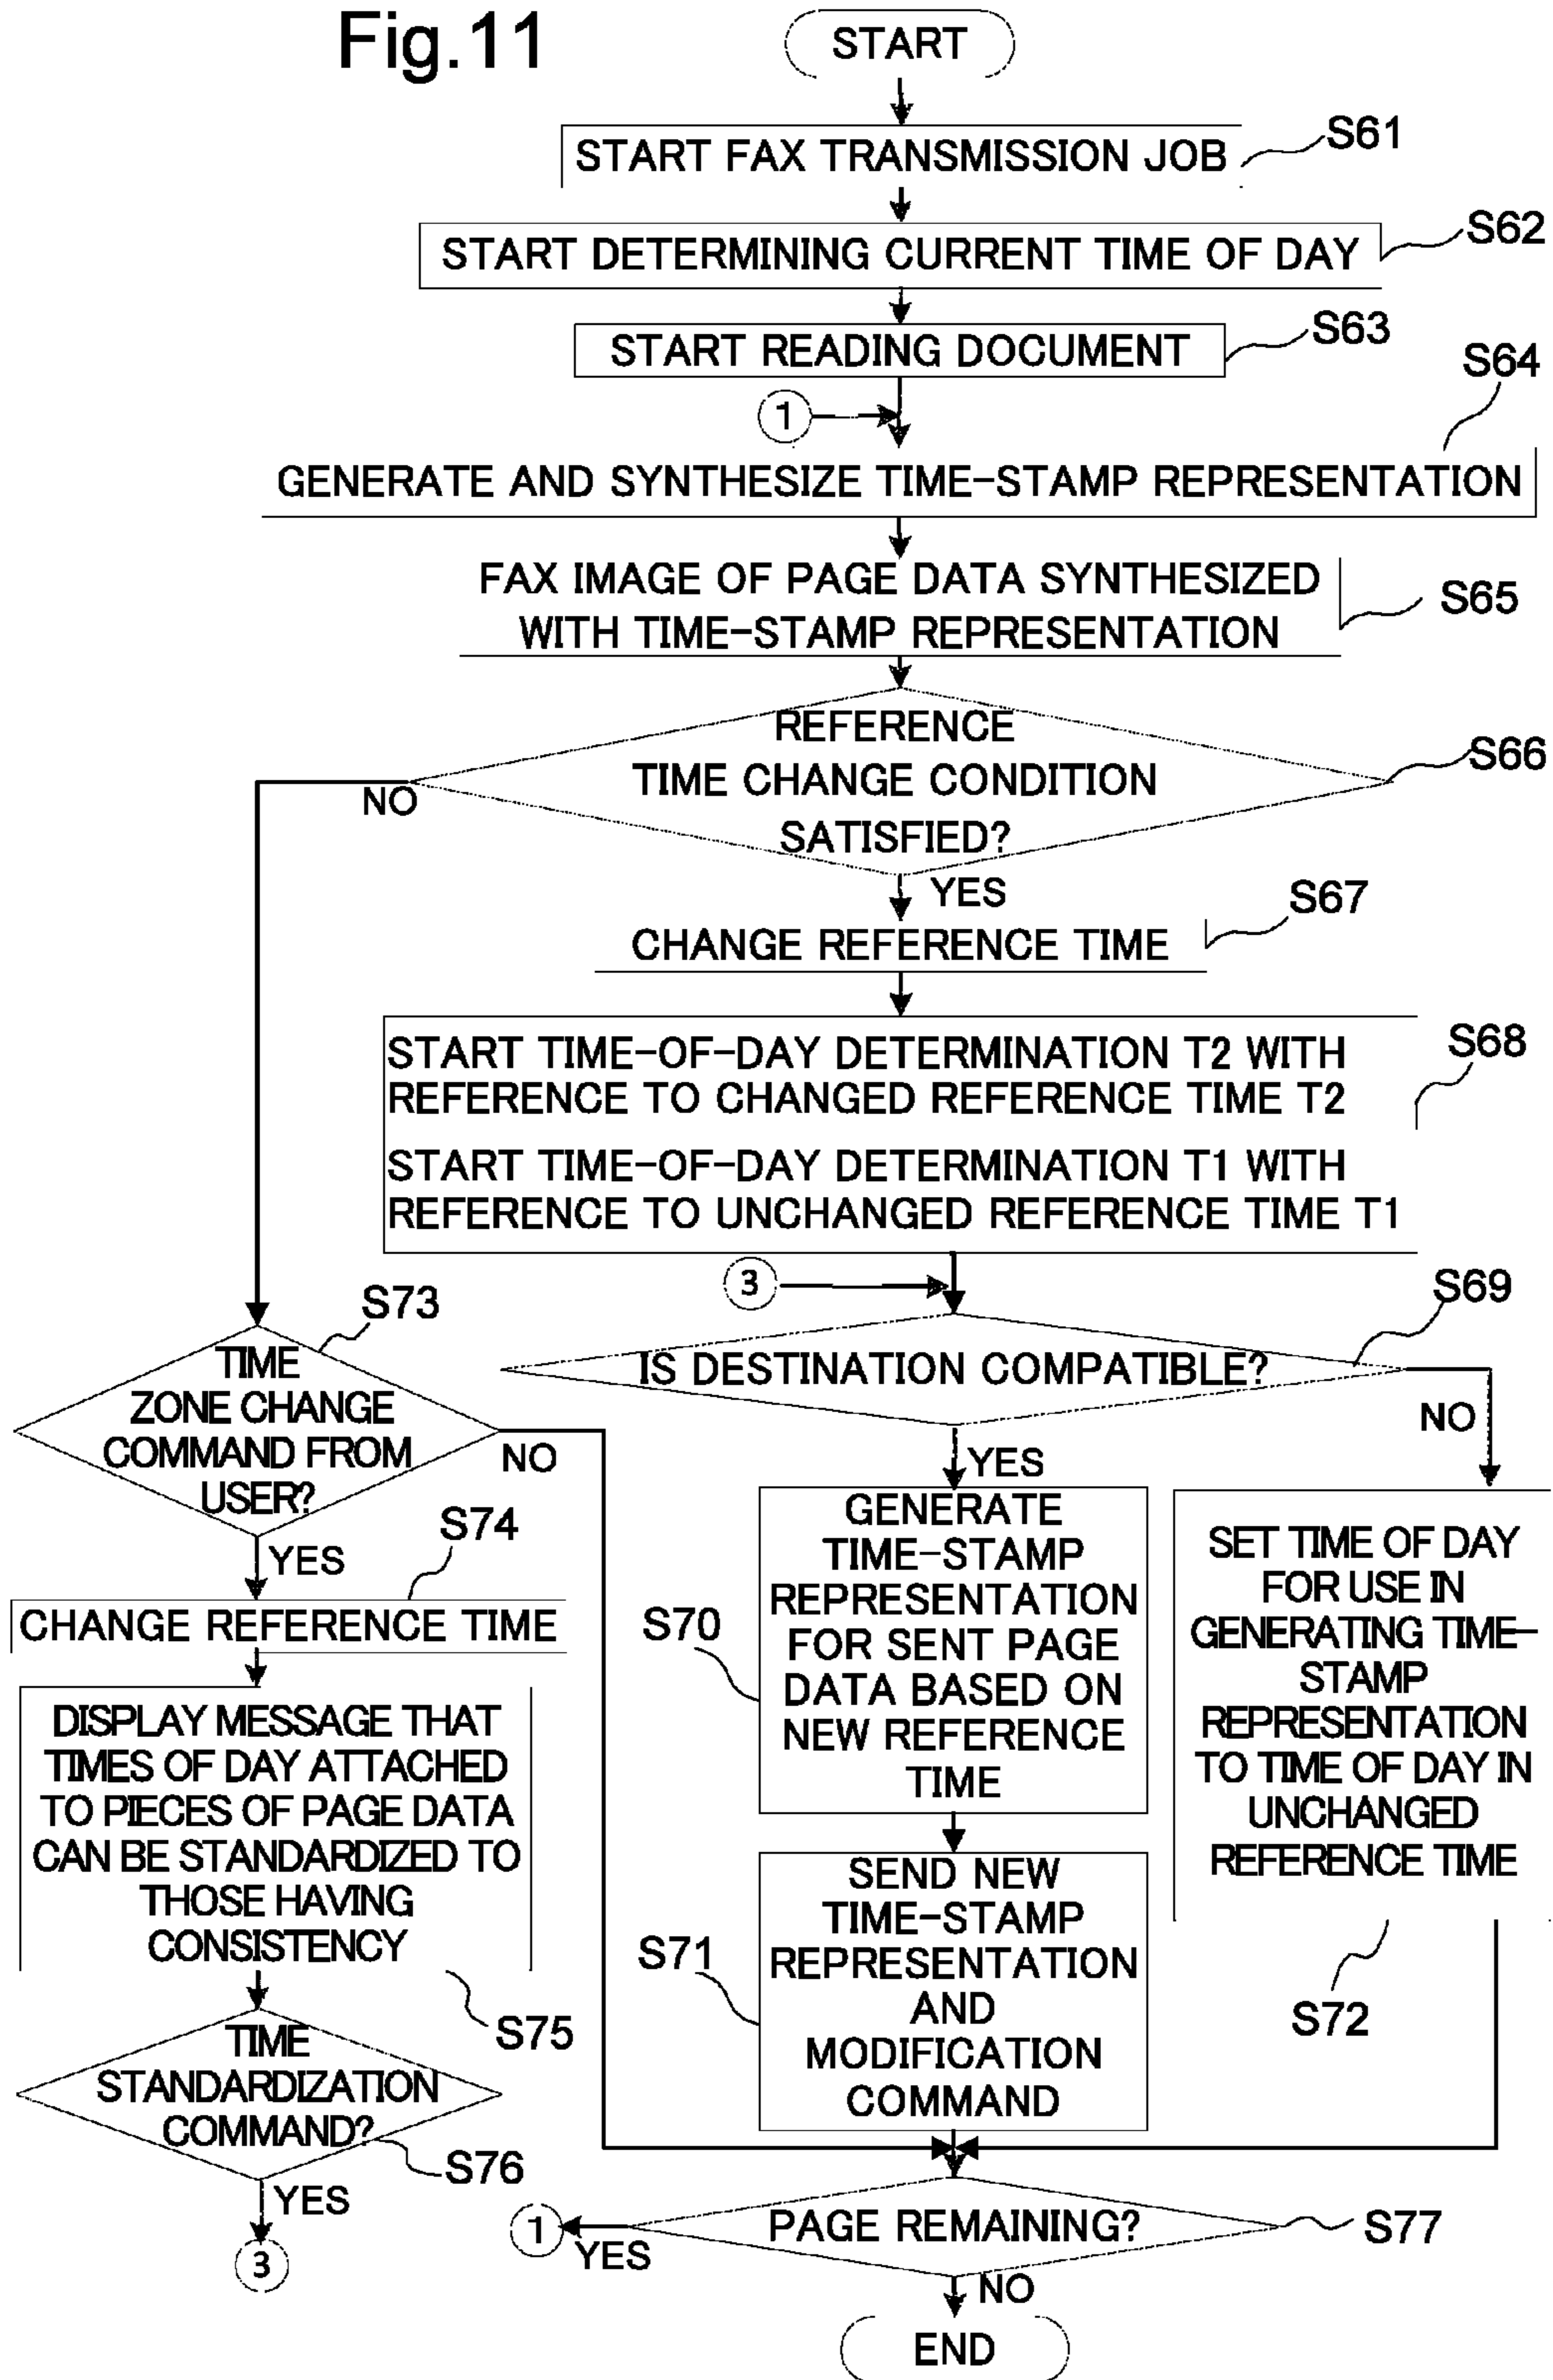 Fig.11
START
START FAX TRANSMISSION JOB
S61
START DETERMINING CURRENT TIME OF DAY
S62
START READING DOCUMENT
S63
1
S64
GENERATE AND SYNTHESIZE TIME-STAMP REPRESENTATION
FAX IMAGE OF PAGE DATA SYNTHESIZED
WITH TIME-STAMP REPRESENTATION
S65
REFERENCE
TIME CHANGE CONDITION
SATISFIED?
S66
NO
YES
S67
CHANGE REFERENCE TIME
START TIME-OF-DAY DETERMINATION T2 WITH
REFERENCE TO CHANGED REFERENCE TIME T2
START TIME-OF-DAY DETERMINATION T1 WITH
REFERENCE TO UNCHANGED REFERENCE TIME T1
S68
3
S69
IS DESTINATION COMPATIBLE?
NO
YES
S73
TIME
ZONE CHANGE
COMMAND FROM
USER?
NO
YES
S74
CHANGE REFERENCE TIME
DISPLAY MESSAGE THAT
TIMES OF DAY ATTACHED
TO PIECES OF PAGE DATA
CAN BE STANDARDIZED TO
THOSE HAVING
CONSISTENCY
S75
TIME
STANDARDIZATION
COMMAND?
S76
YES
3
GENERATE
TIME-STAMP
REPRESENTATION
FOR SENT PAGE
DATA BASED ON
NEW REFERENCE
TIME
S70
SEND NEW
TIME-STAMP
REPRESENTATION
AND
MODIFICATION
COMMAND
S71
SET TIME OF DAY
FOR USE IN
GENERATING TIME-
STAMP
REPRESENTATION
TO TIME OF DAY IN
UNCHANGED
REFERENCE TIME
S72
PAGE REMAINING?
S77
1
YES
NO
END